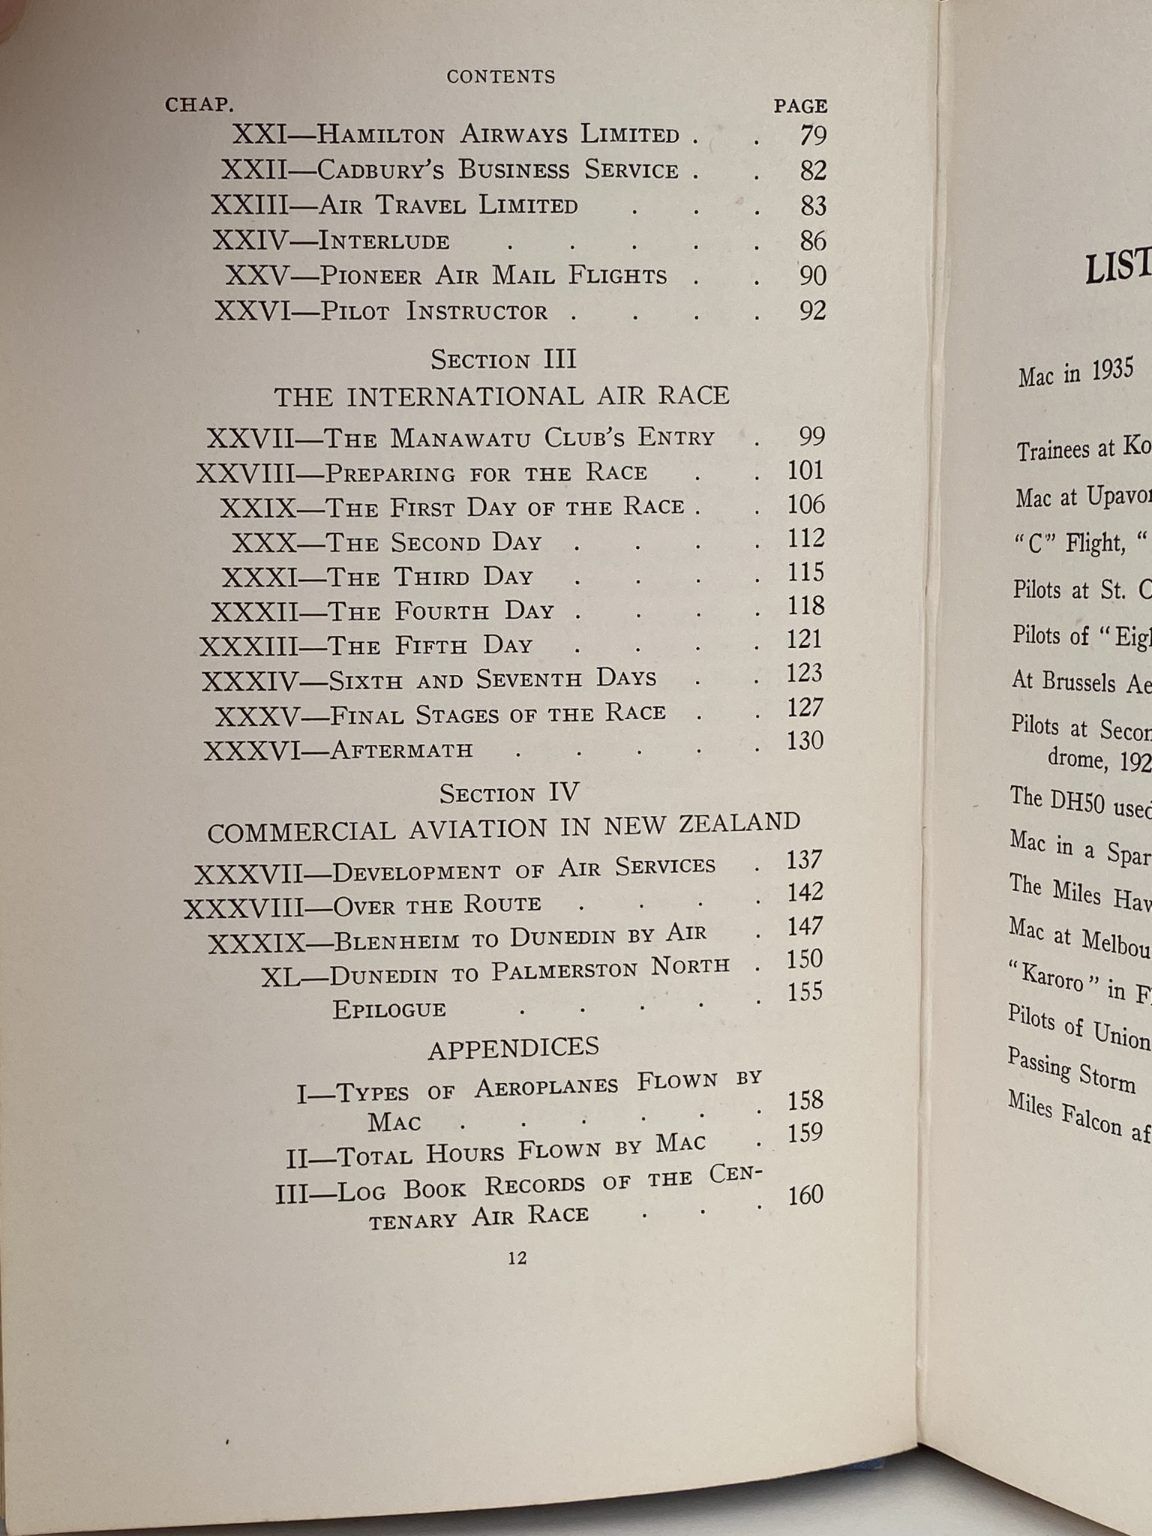 CONTENTS
CHAP. PAGE
XXI—HAMILTON AIRWAYS LIMITED . . 79
XXII—CADBURY'S BUSINESS SERVICE . . 82
XXIII—AIR TRAVEL LIMITED . . . 83
XXIV—INTERLUDE . . . . . 86
XXV—PIONEER AIR MAIL FLIGHTS . . 90
XXVI—PILOT INSTRUCTOR . . . . 92
SECTION III
THE INTERNATIONAL AIR RACE
XXVII—THE MANAWATU CLUB'S ENTRY . 99
XXVIII—PREPARING FOR THE RACE . . 101
XXIX—THE FIRST DAY OF THE RACE . . 106
XXX—THE SECOND DAY . . . . 112
XXXI—THE THIRD DAY . . . . 115
XXXII—THE FOURTH DAY . . . . 118
XXXIII—THE FIFTH DAY . . . . 121
XXXIV—SIXTH AND SEVENTH DAYS . . 123
XXXV—FINAL STAGES OF THE RACE . . 127
XXXVI—AFTERMATH . . . . . 130
SECTION IV
COMMERCIAL AVIATION IN NEW ZEALAND
XXXVII—DEVELOPMENT OF AIR SERVICES . 137
XXXVIII—OVER THE ROUTE . . . . 142
XXXIX—BLENHEIM TO DUNEDIN BY AIR . 147
XL—DUNEDIN TO PALMERSTON NORTH . 150
EPILOGUE . . . . . 155
APPENDICES
I—TYPES OF AEROPLANES FLOWN BY
MAC . . . . . . 158
II—TOTAL HOURS FLOWN BY MAC . 159
III—LOG BOOK RECORDS OF THE CEN-
TENARY AIR RACE . . . 160
12
LIST
Mac in 1935
Trainees at Ko
Mac at Upavon
"C" Flight, "
Pilots at St. O
Pilots of "Eigh
At Brussels Ae
Pilots at Secon
drome, 192
The DH50 used
Mac in a Spar
The Miles Haw
Mac at Melbou
"Karoro" in F
Pilots of Union
Passing Storm
Miles Falcon af